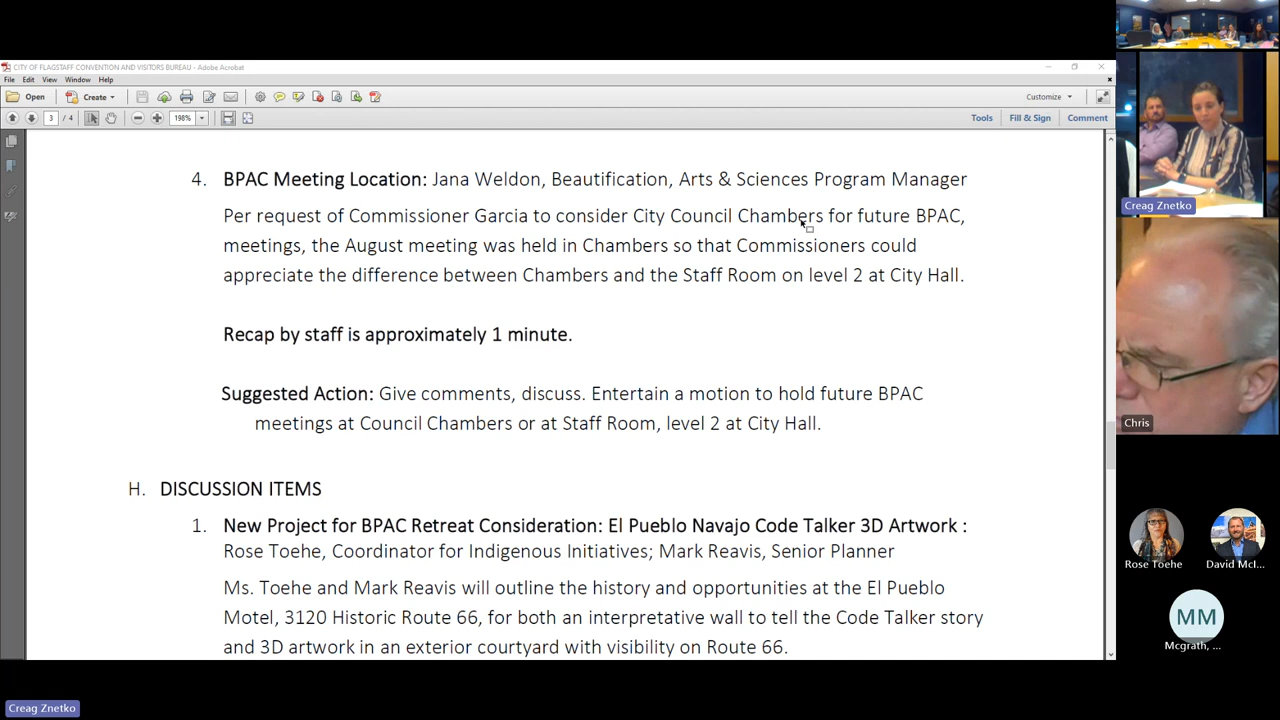 CITY OF FLAGSTAFF CONVENTION AND VISITORS BUREAU - Adobe Acrobat
File Edit View Window Help
Open Create Customize
3 / 4 198% Tools Fill & Sign Comment
4. BPAC Meeting Location: Jana Weldon, Beautification, Arts & Sciences Program Manager
Per request of Commissioner Garcia to consider City Council Chambers for future BPAC,
meetings, the August meeting was held in Chambers so that Commissioners could
appreciate the difference between Chambers and the Staff Room on level 2 at City Hall.
Recap by staff is approximately 1 minute.
Suggested Action: Give comments, discuss. Entertain a motion to hold future BPAC
meetings at Council Chambers or at Staff Room, level 2 at City Hall.
H. DISCUSSION ITEMS
1. New Project for BPAC Retreat Consideration: El Pueblo Navajo Code Talker 3D Artwork :
Rose Toehe, Coordinator for Indigenous Initiatives; Mark Reavis, Senior Planner
Ms. Toehe and Mark Reavis will outline the history and opportunities at the El Pueblo
Motel, 3120 Historic Route 66, for both an interpretative wall to tell the Code Talker story
and 3D artwork in an exterior courtyard with visibility on Route 66.
Creag Znetko
Chris
Rose Toehe
David McI...
MM
Mcgrath, ...
Creag Znetko